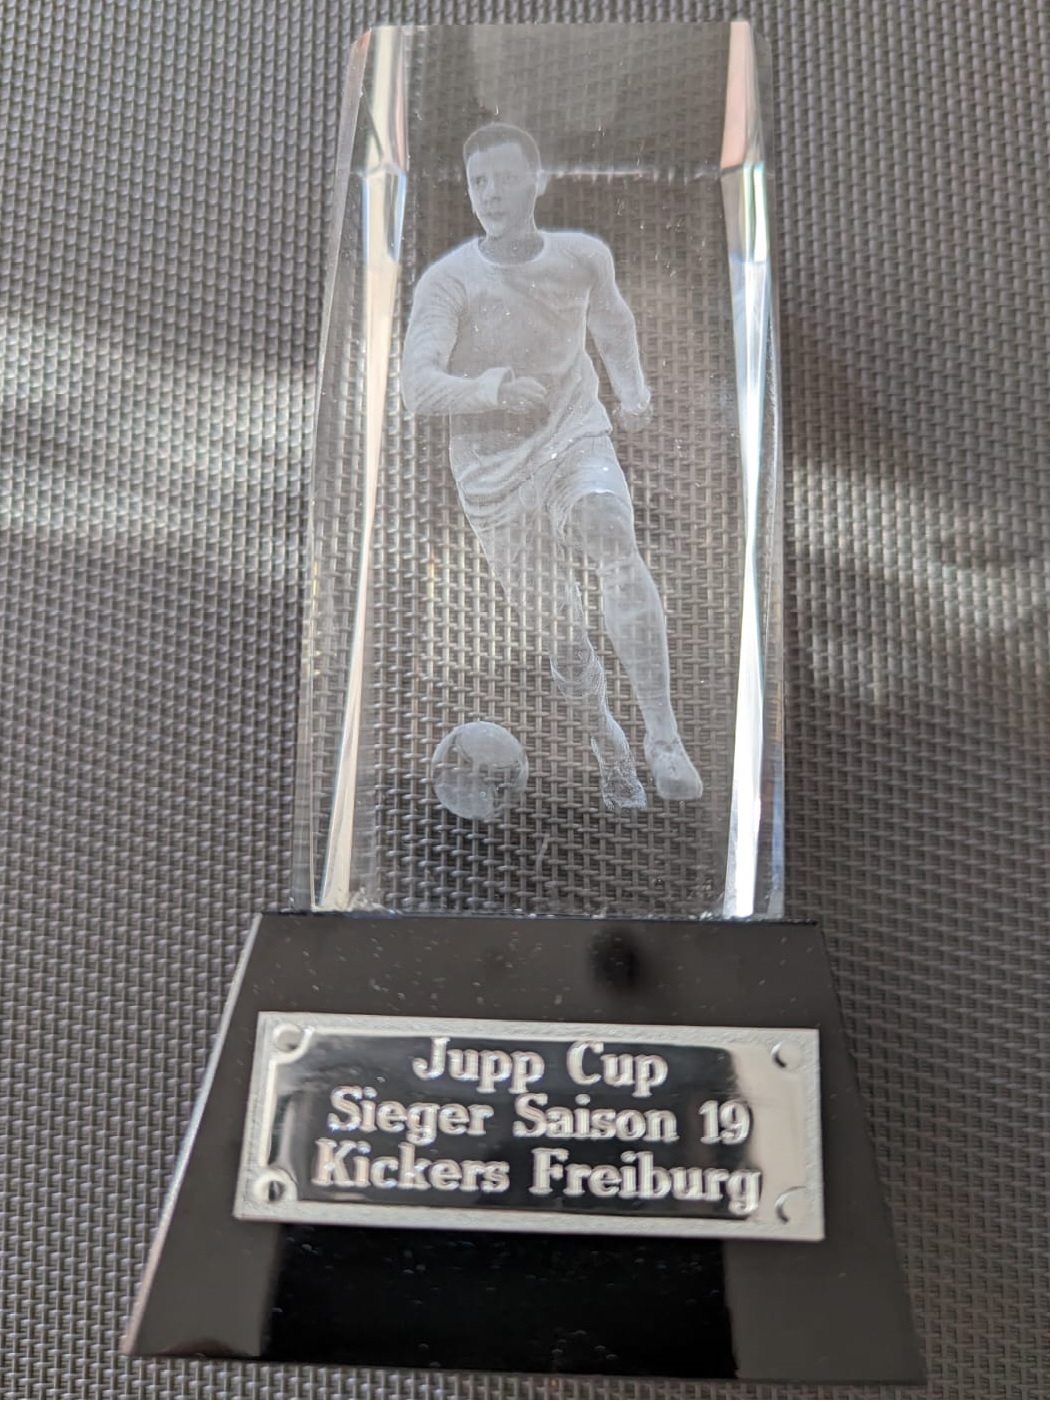 Jupp Cup
Sieger Saison 19
Kickers Freiburg